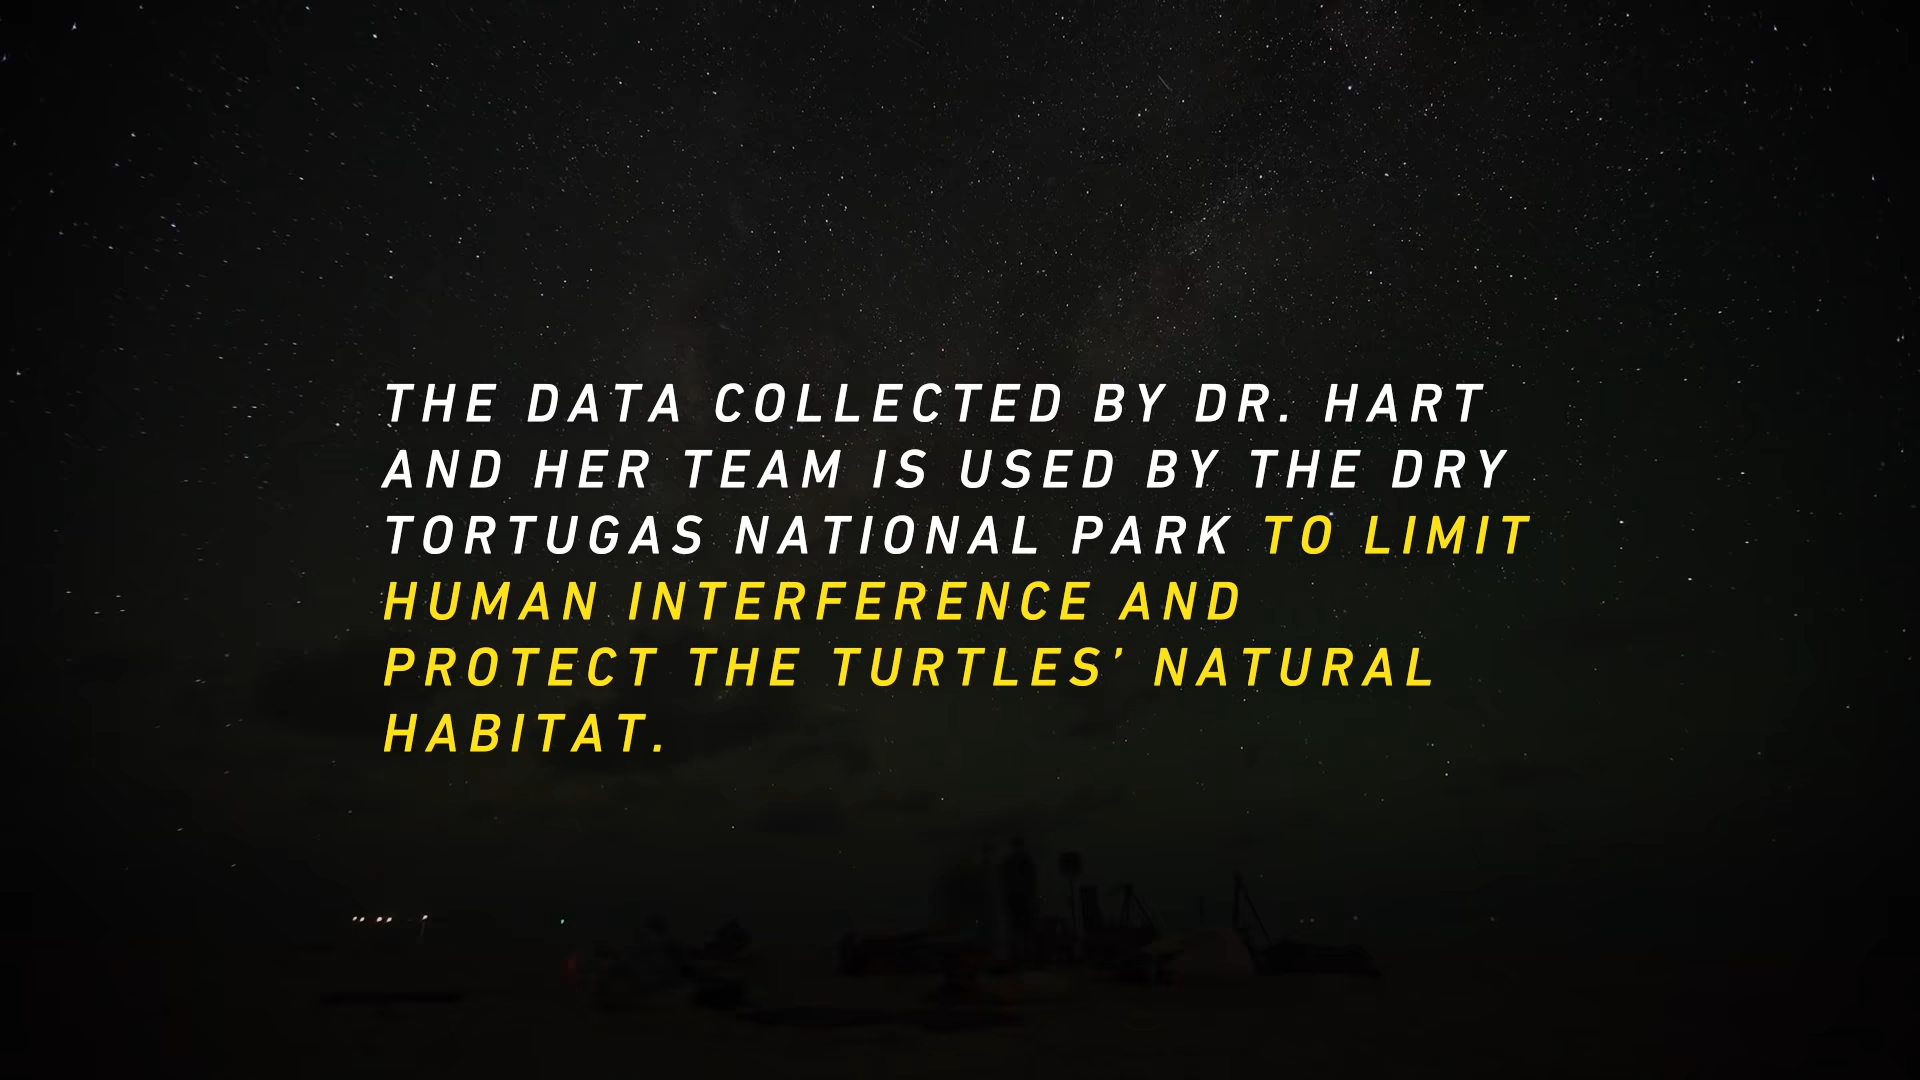 THE DATA COLLECTED BY DR. HART
AND HER TEAM IS USED BY THE DRY
TORTUGAS NATIONAL PARK TO LIMIT
HUMAN INTERFERENCE AND
PROTECT THE TURTLES’ NATURAL
HABITAT.